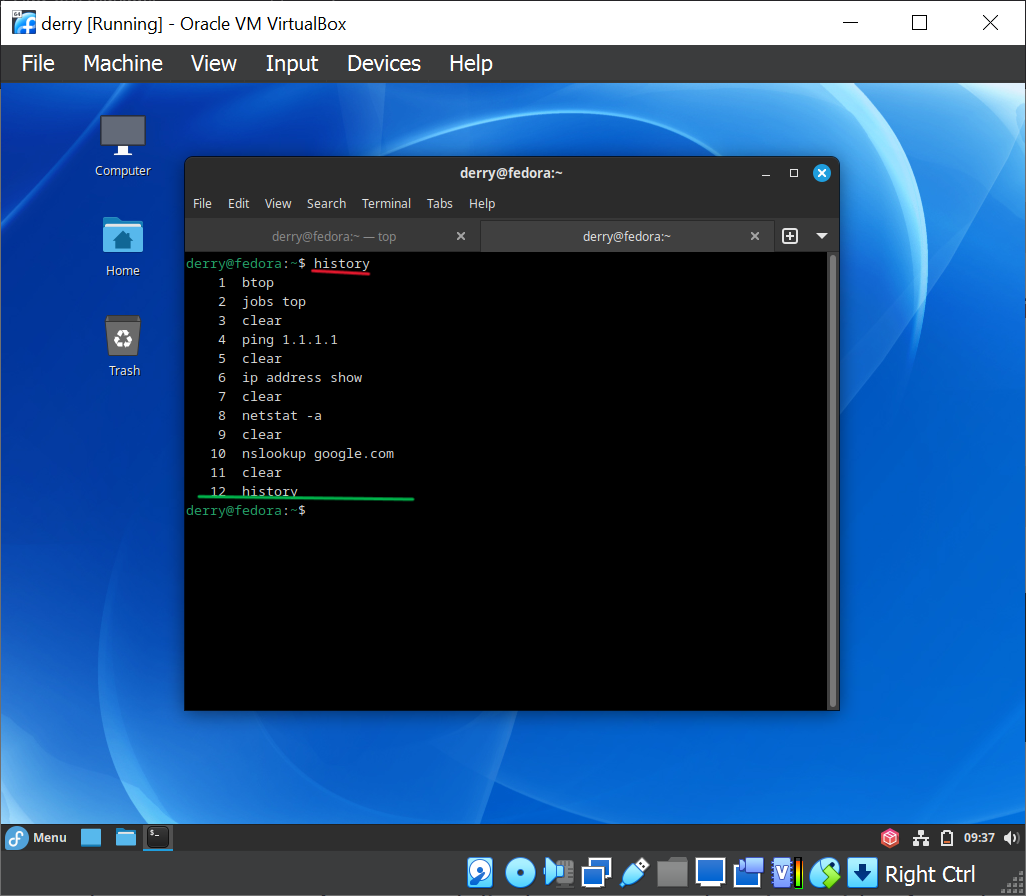 derry [Running] - Oracle VM VirtualBox
File Machine View Input Devices Help
Computer
Home
Trash
derry@fedora:~
File Edit View Search Terminal Tabs Help
derry@fedora:~ — top
derry@fedora:~
derry@fedora:~$ history
1 btop
2 jobs top
3 clear
4 ping 1.1.1.1
5 clear
6 ip address show
7 clear
8 netstat -a
9 clear
10 nslookup google.com
11 clear
12 history
derry@fedora:~$
Menu
09:37
Right Ctrl